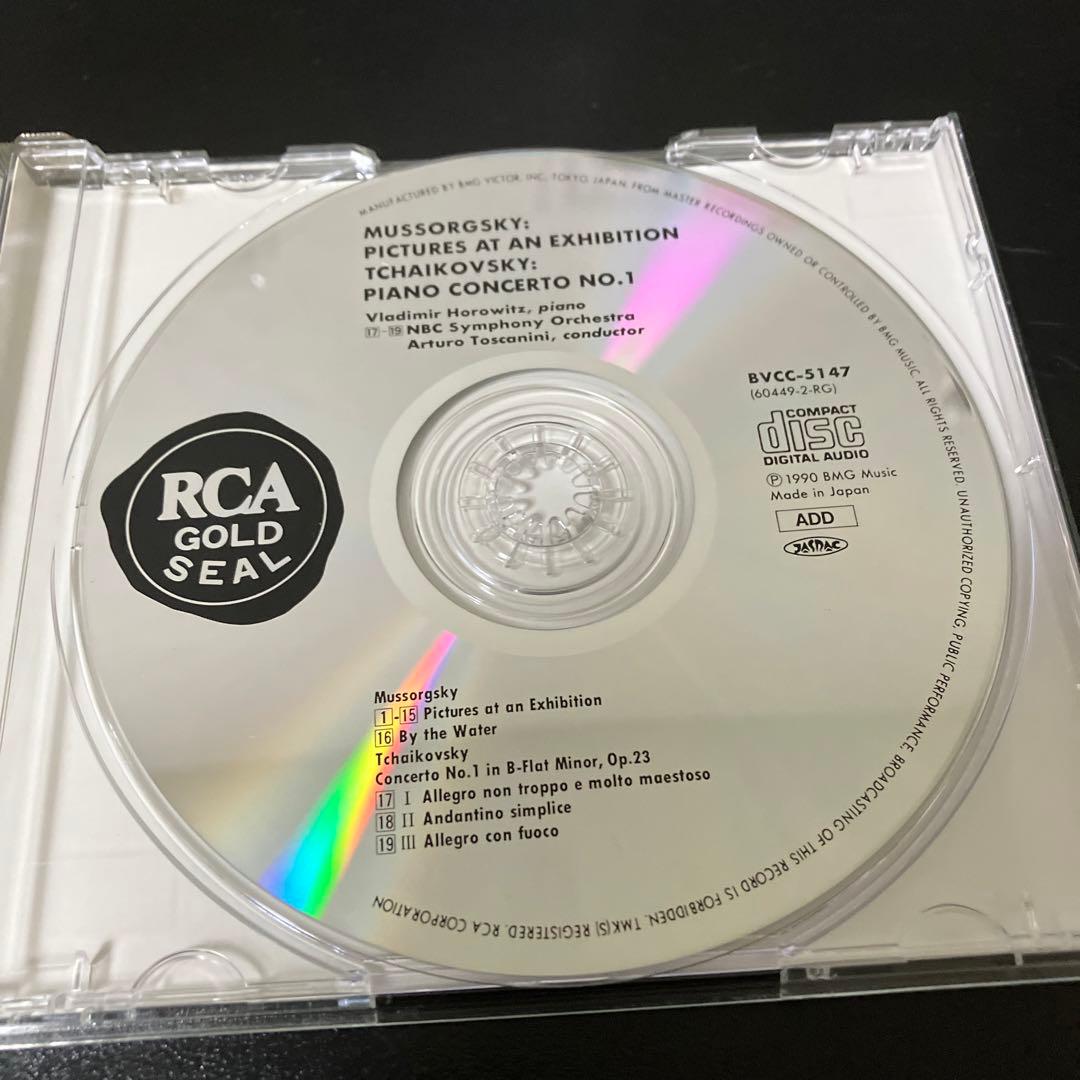 MANUFACTURED BY BMG VICTOR, INC., TOKYO, JAPAN, FROM MASTER RECORDINGS OWNED OR CONTROLLED BY BMG MUSIC. ALL RIGHTS RESERVED. UNAUTHORIZED COPYING, PUBLIC PERFORMANCE, BROADCASTING OF THIS RECORD IS FORBIDDEN. TMK(S) REGISTERED. RCA CORPORATION
MUSSORGSKY:
PICTURES AT AN EXHIBITION
TCHAIKOVSKY:
PIANO CONCERTO NO.1
Vladimir Horowitz, piano
17-19 NBC Symphony Orchestra
Arturo Toscanini, conductor
RCA
GOLD
SEAL
BVCC-5147
(60449-2-RG)
COMPACT
disc
DIGITAL AUDIO
Ⓟ 1990 BMG Music
Made in Japan
ADD
JASRAC
Mussorgsky
1-15 Pictures at an Exhibition
16 By the Water
Tchaikovsky
Concerto No.1 in B-Flat Minor, Op.23
17 I Allegro non troppo e molto maestoso
18 II Andantino simplice
19 III Allegro con fuoco